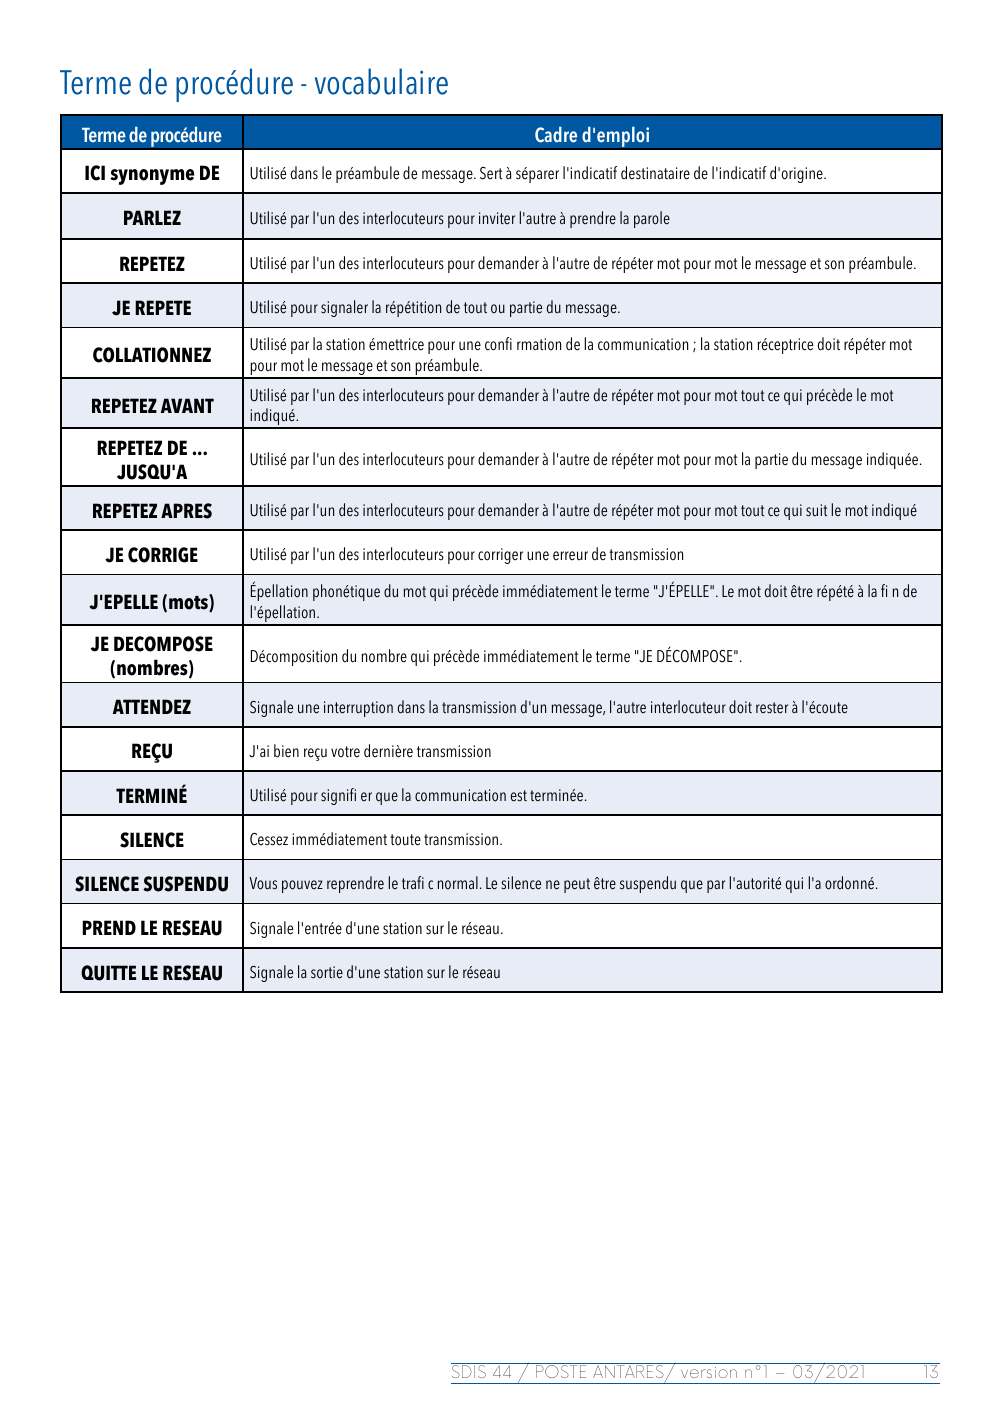 Terme de procédure - vocabulaire
Terme de procédure Cadre d'emploi
ICI synonyme DE Utilisé dans le préambule de message. Sert à séparer l'indicatif destinataire de l'indicatif d'origine.
PARLEZ Utilisé par l'un des interlocuteurs pour inviter l'autre à prendre la parole
REPETEZ Utilisé par l'un des interlocuteurs pour demander à l'autre de répéter mot pour mot le message et son préambule.
JE REPETE Utilisé pour signaler la répétition de tout ou partie du message.
COLLATIONNEZ Utilisé par la station émettrice pour une confi rmation de la communication ; la station réceptrice doit répéter mot
pour mot le message et son préambule.
REPETEZ AVANT Utilisé par l'un des interlocuteurs pour demander à l'autre de répéter mot pour mot tout ce qui précède le mot
indiqué.
REPETEZ DE ...
JUSQU'A
Utilisé par l'un des interlocuteurs pour demander à l'autre de répéter mot pour mot la partie du message indiquée.
REPETEZ APRES Utilisé par l'un des interlocuteurs pour demander à l'autre de répéter mot pour mot tout ce qui suit le mot indiqué
JE CORRIGE Utilisé par l'un des interlocuteurs pour corriger une erreur de transmission
J'EPELLE (mots) Épellation phonétique du mot qui précède immédiatement le terme "J'ÉPELLE". Le mot doit être répété à la fi n de
l'épellation.
JE DECOMPOSE
(nombres)
Décomposition du nombre qui précède immédiatement le terme "JE DÉCOMPOSE".
ATTENDEZ Signale une interruption dans la transmission d'un message, l'autre interlocuteur doit rester à l'écoute
REÇU J'ai bien reçu votre dernière transmission
TERMINÉ Utilisé pour signifi er que la communication est terminée.
SILENCE Cessez immédiatement toute transmission.
SILENCE SUSPENDU Vous pouvez reprendre le trafi c normal. Le silence ne peut être suspendu que par l'autorité qui l'a ordonné.
PREND LE RESEAU Signale l'entrée d'une station sur le réseau.
QUITTE LE RESEAU Signale la sortie d'une station sur le réseau
SDIS 44 / POSTE ANTARES/ version n°1 – 03/2021 13